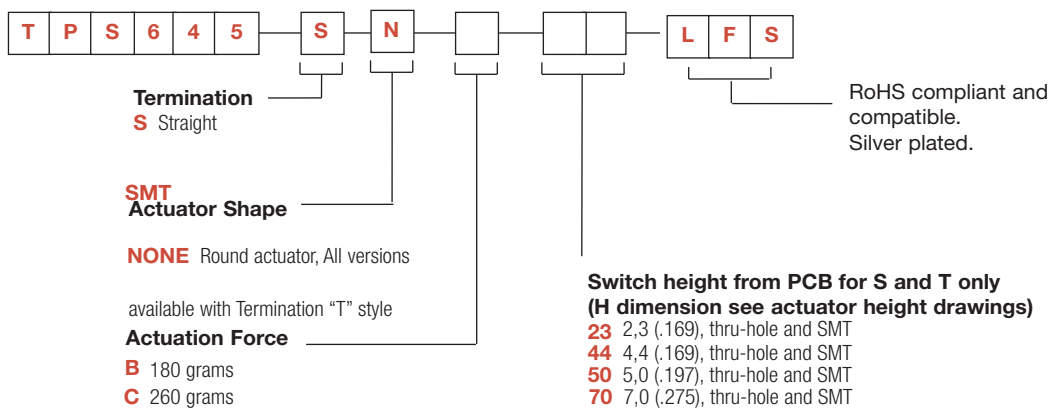 T P S 6 4 5 S N L F S
Termination
S Straight
RoHS compliant and
compatible.
Silver plated.
SMT
Actuator Shape
NONE Round actuator, All versions
available with Termination “T” style
Actuation Force
B 180 grams
C 260 grams
Switch height from PCB for S and T only
(H dimension see actuator height drawings)
23 2,3 (.169), thru-hole and SMT
44 4,4 (.169), thru-hole and SMT
50 5,0 (.197), thru-hole and SMT
70 7,0 (.275), thru-hole and SMT